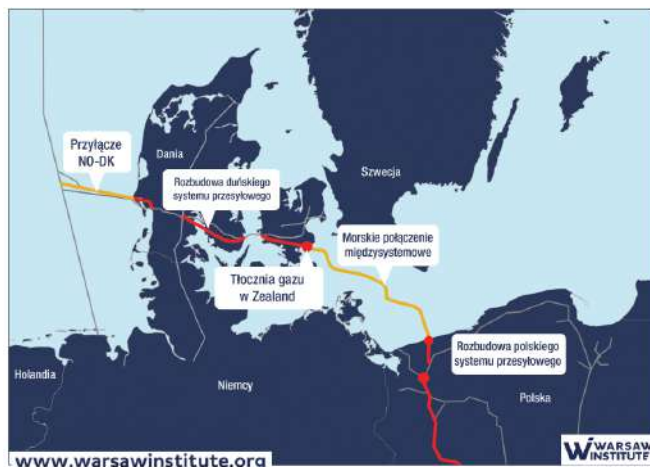 Przyłącze
NO-DK
Dania
Rozbudowa duńskiego
systemu przesyłowego
Szwecja
Morskie połączenie
międzysystemowe
Tłocznia gazu
w Zealand
Rozbudowa polskiego
systemu przesyłowego
Holandia
Niemcy
Polska
www.warsawinstitute.org
WARSAW
INSTITUTE